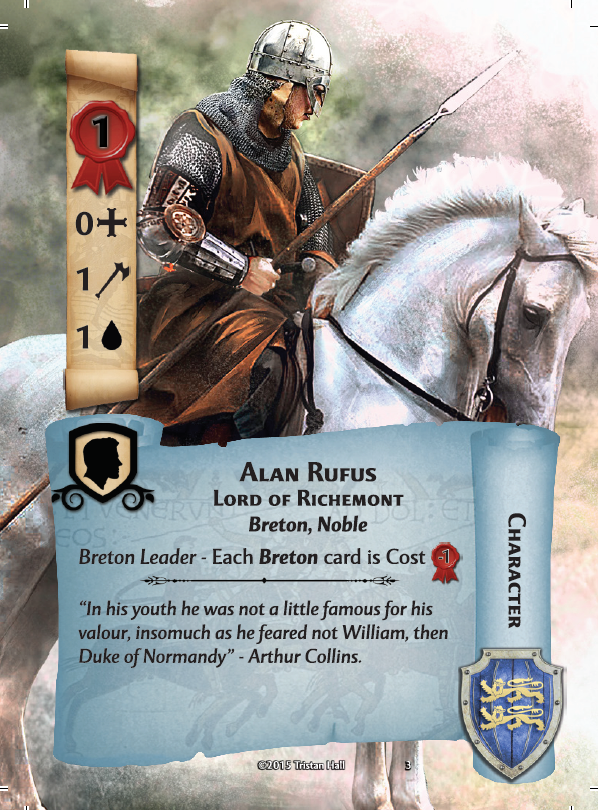 1
0
1
1
Alan Rufus
Lord of Richemont
Breton, Noble
Breton Leader - Each Breton card is Cost -1
“In his youth he was not a little famous for his
valour, insomuch as he feared not William, then
Duke of Normandy” - Arthur Collins.
Character
©2015 Tristan Hall
3